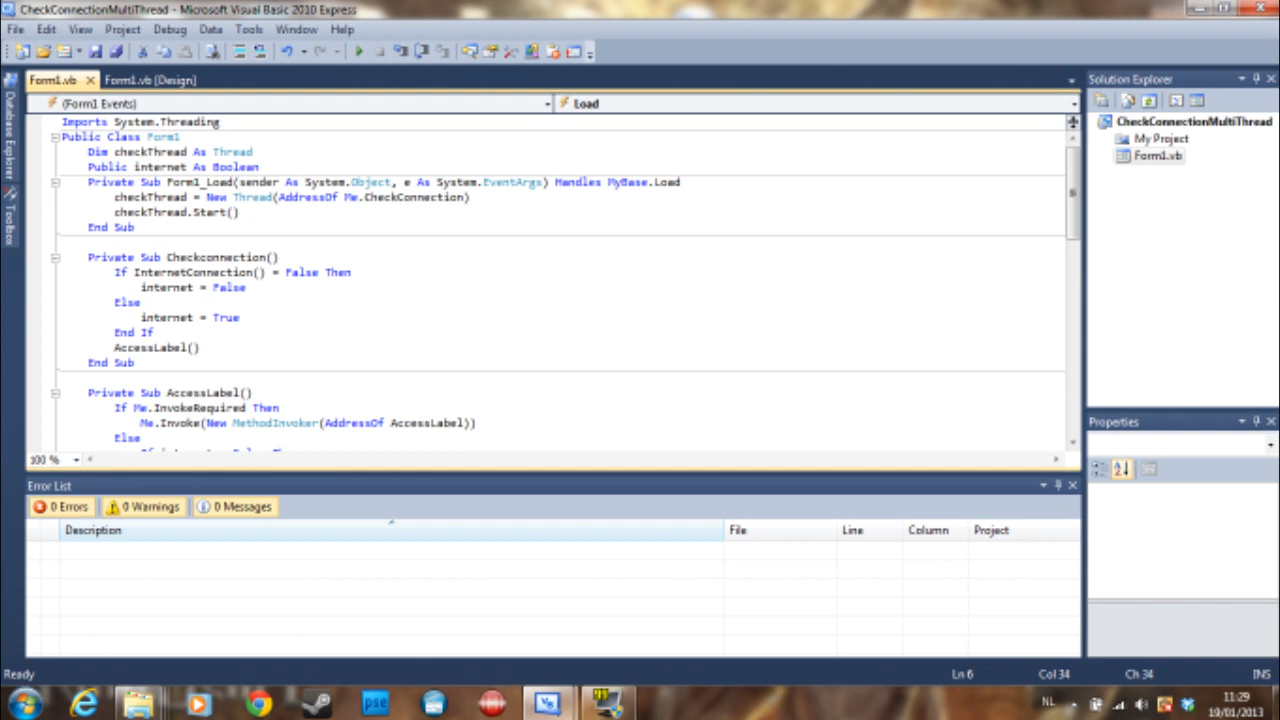 CheckConnectionMultiThread - Microsoft Visual Basic 2010 Express
File Edit View Project Debug Data Tools Window Help
Form1.vb Form1.vb [Design]
Solution Explorer
Database Explorer
Toolbox
(Form1 Events) Load
Imports System.Threading
Public Class Form1
Dim checkThread As Thread
Public internet As Boolean
Private Sub Form1_Load(sender As System.Object, e As System.EventArgs) Handles MyBase.Load
checkThread = New Thread(AddressOf Me.CheckConnection)
checkThread.Start()
End Sub
Private Sub Checkconnection()
If InternetConnection() = False Then
internet = False
Else
internet = True
End If
AccessLabel()
End Sub
Private Sub AccessLabel()
If Me.InvokeRequired Then
Me.Invoke(New MethodInvoker(AddressOf AccessLabel))
Else
100 %
CheckConnectionMultiThread
My Project
Form1.vb
Properties
Error List
0 Errors 0 Warnings 0 Messages
Description File Line Column Project
Ready Ln 6 Col 34 Ch 34 INS
pse
NL
11:29
19/01/2013